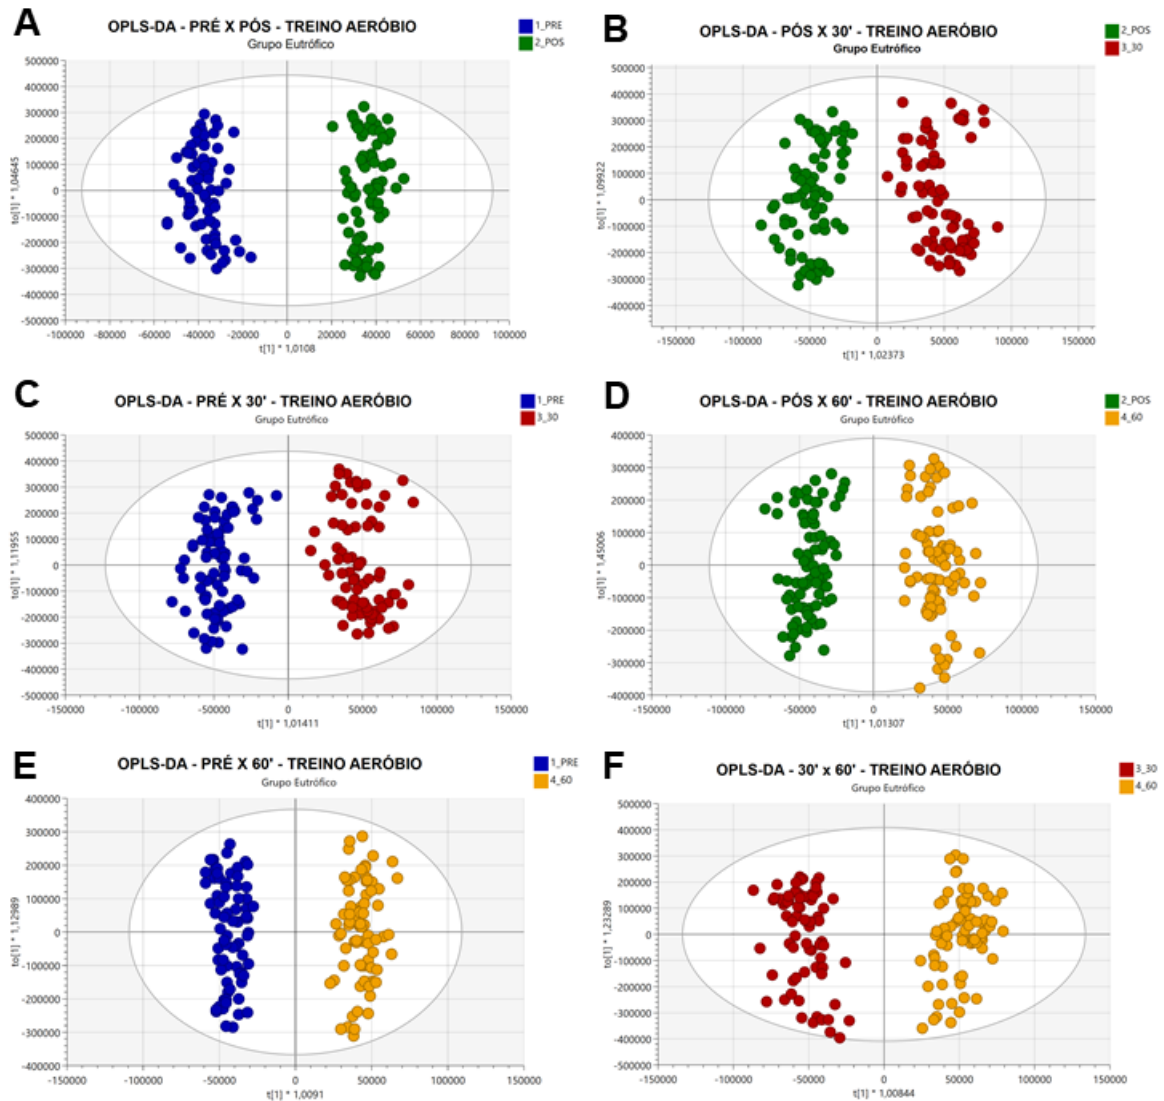 A
OPLS-DA - PRÉ X PÓS - TREINO AERÓBIO
Grupo Eutrófico
1_PRE
2_POS
500000
400000
300000
200000
100000
0
-100000
-200000
-300000
-400000
-500000
to[1] * 1,04645
-100000 -80000 -60000 -40000 -20000 0 20000 40000 60000 80000 100000
t[1] * 1,0108
B
OPLS-DA - PÓS X 30' - TREINO AERÓBIO
Grupo Eutrófico
2_POS
3_30
500000
400000
300000
200000
100000
0
-100000
-200000
-300000
-400000
to[1] * 1,09922
-150000 -100000 -50000 0 50000 100000 150000
t[1] * 1,02373
C
OPLS-DA - PRÉ X 30' - TREINO AERÓBIO
Grupo Eutrófico
1_PRE
3_30
500000
400000
300000
200000
100000
0
-100000
-200000
-300000
-400000
-500000
to[1] * 1,11955
-150000 -100000 -50000 0 50000 100000 150000
t[1] * 1,01411
D
OPLS-DA - PÓS X 60' - TREINO AERÓBIO
Grupo Eutrófico
2_POS
4_60
400000
300000
200000
100000
0
-100000
-200000
-300000
-400000
to[1] * 1,45006
-150000 -100000 -50000 0 50000 100000 150000
t[1] * 1,01307
E
OPLS-DA - PRÉ X 60' - TREINO AERÓBIO
Grupo Eutrófico
1_PRE
4_60
400000
300000
200000
100000
0
-100000
-200000
-300000
-400000
to[1] * 1,12989
-150000 -100000 -50000 0 50000 100000 150000
t[1] * 1,0091
F
OPLS-DA - 30' x 60' - TREINO AERÓBIO
Grupo Eutrófico
3_30
4_60
500000
400000
300000
200000
100000
0
-100000
-200000
-300000
-400000
-500000
to[1] * 1,23289
-150000 -100000 -50000 0 50000 100000 150000
t[1] * 1,00844